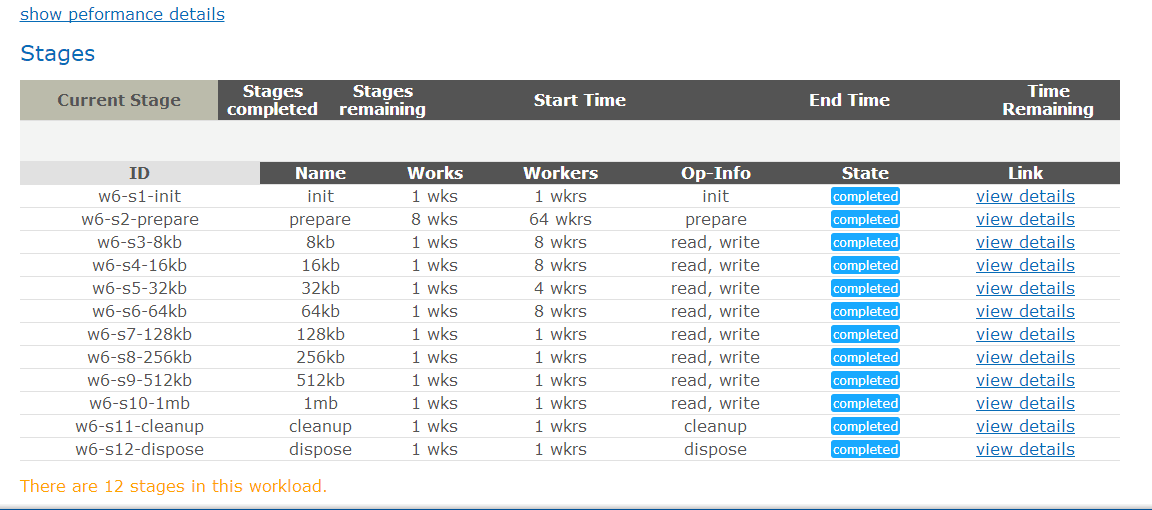 show peformance details
Stages
Current Stage Stages completed Stages remaining Start Time End Time Time Remaining
ID Name Works Workers Op-Info State Link
w6-s1-init init 1 wks 1 wkrs init completed view details
w6-s2-prepare prepare 8 wks 64 wkrs prepare completed view details
w6-s3-8kb 8kb 1 wks 8 wkrs read, write completed view details
w6-s4-16kb 16kb 1 wks 8 wkrs read, write completed view details
w6-s5-32kb 32kb 1 wks 4 wkrs read, write completed view details
w6-s6-64kb 64kb 1 wks 8 wkrs read, write completed view details
w6-s7-128kb 128kb 1 wks 1 wkrs read, write completed view details
w6-s8-256kb 256kb 1 wks 1 wkrs read, write completed view details
w6-s9-512kb 512kb 1 wks 1 wkrs read, write completed view details
w6-s10-1mb 1mb 1 wks 1 wkrs read, write completed view details
w6-s11-cleanup cleanup 1 wks 1 wkrs cleanup completed view details
w6-s12-dispose dispose 1 wks 1 wkrs dispose completed view details
There are 12 stages in this workload.